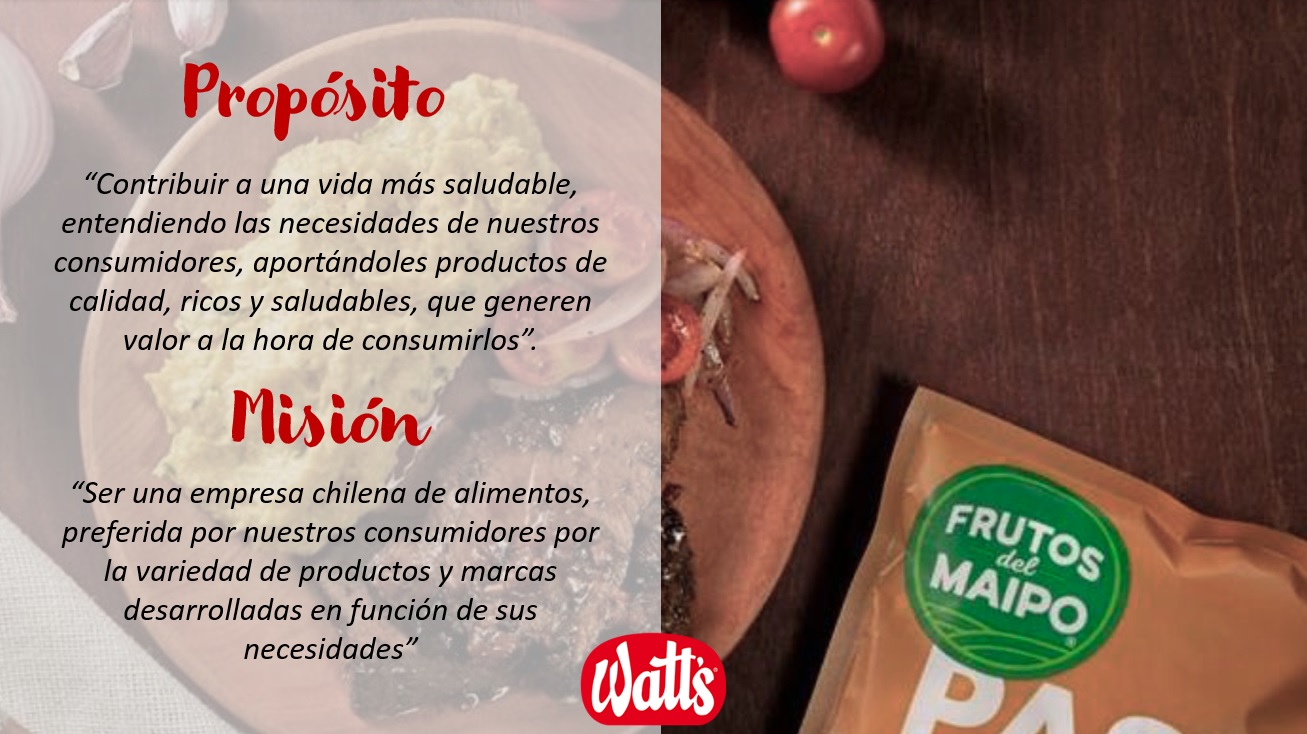 Propósito
“Contribuir a una vida más saludable,
entendiendo las necesidades de nuestros
consumidores, aportándoles productos de
calidad, ricos y saludables, que generen
valor a la hora de consumirlos”.
Misión
“Ser una empresa chilena de alimentos,
preferida por nuestros consumidores por
la variedad de productos y marcas
desarrolladas en función de sus
necesidades”
Watt's
FRUTOS
del
MAIPO